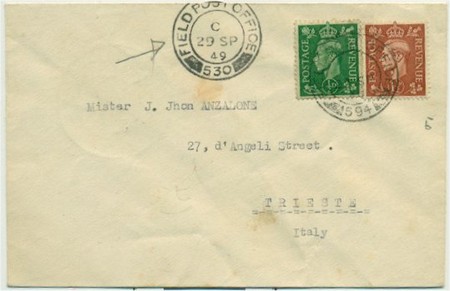 FIELD POST OFFICE
C
29 SP
49
530
POSTAGE REVENUE
POSTAGE REVENUE
594
Mister J. Jhon ANZALONE
27, d'Angeli Street .
TRIESTE
Italy